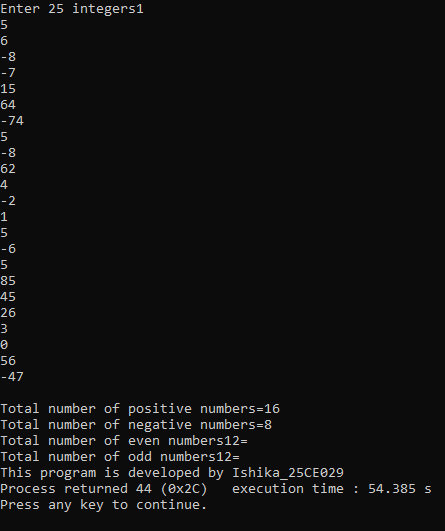 Enter 25 integers1
5
6
-8
-7
15
64
-74
5
-8
62
4
-2
1
5
-6
5
85
45
26
3
0
56
-47
Total number of positive numbers=16
Total number of negative numbers=8
Total number of even numbers12=
Total number of odd numbers12=
This program is developed by Ishika_25CE029
Process returned 44 (0x2C)   execution time : 54.385 s
Press any key to continue.